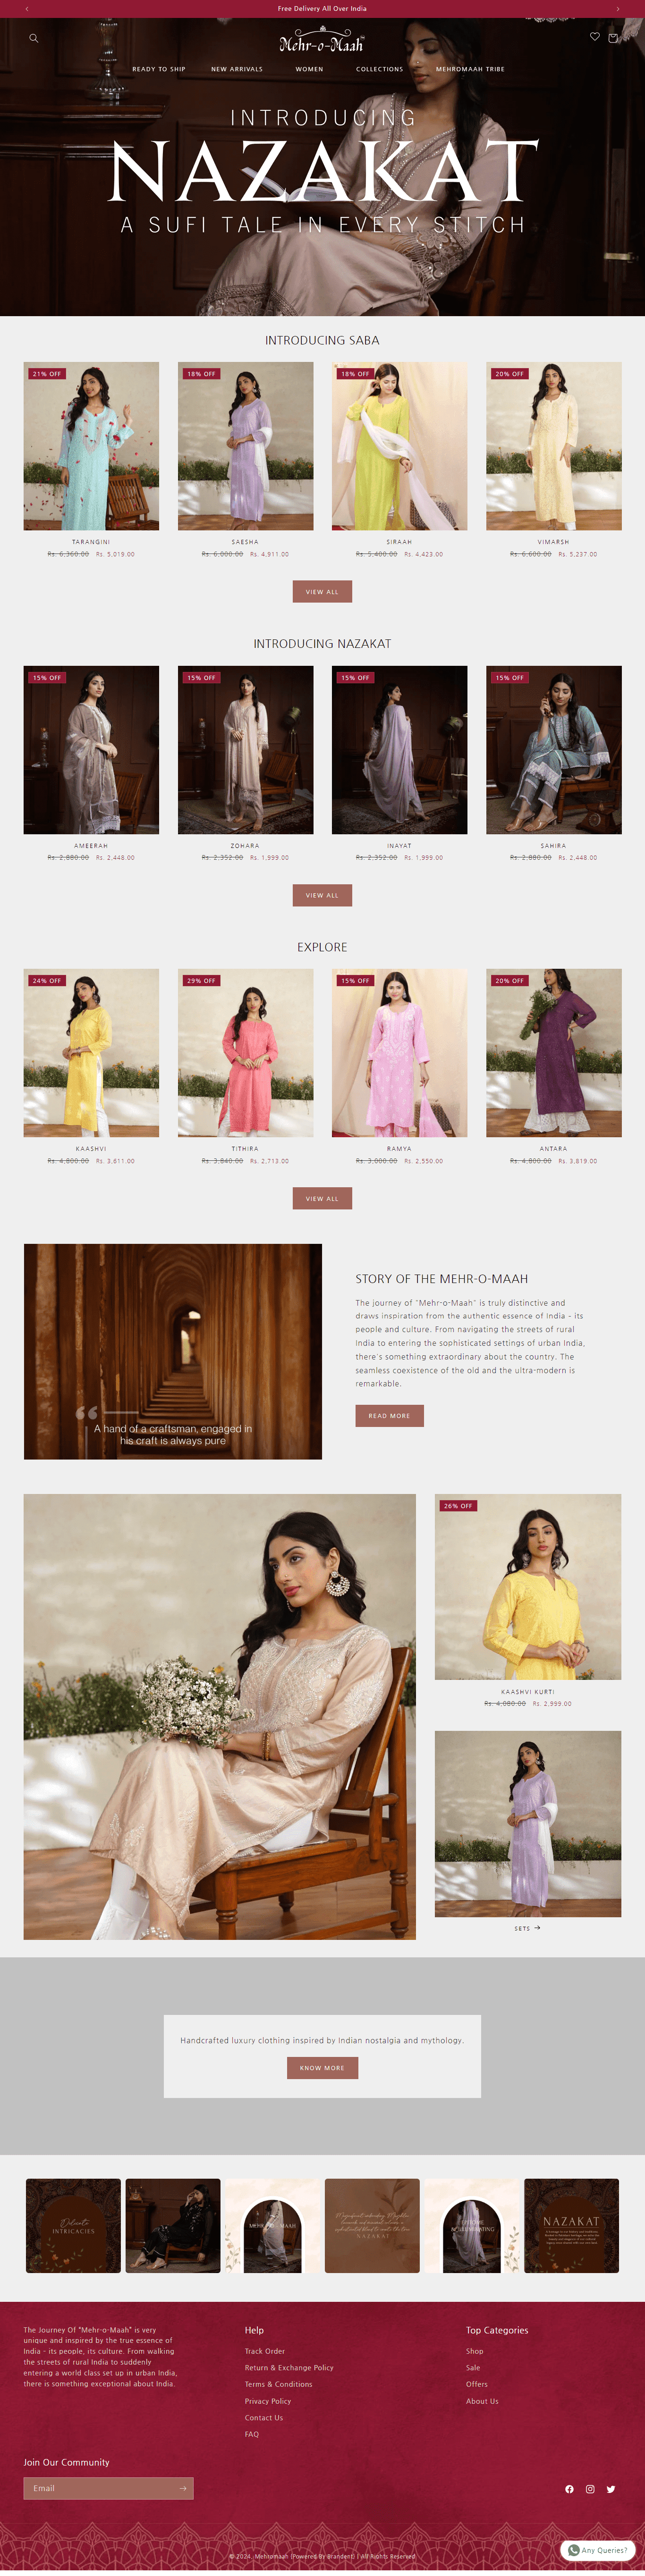 Free Delivery All Over India
Mehr-o-Maah
READY TO SHIP NEW ARRIVALS WOMEN COLLECTIONS MEHROMAAH TRIBE
INTRODUCING
NAZAKAT
A SUFI TALE IN EVERY STITCH
INTRODUCING SABA
21% OFF 18% OFF 18% OFF 20% OFF
TARANGINI SAESHA SIRAAH VIMARSH
Rs. 6,360.00 Rs. 5,019.00 Rs. 6,000.00 Rs. 4,911.00 Rs. 5,400.00 Rs. 4,423.00 Rs. 6,600.00 Rs. 5,237.00
VIEW ALL
INTRODUCING NAZAKAT
15% OFF 15% OFF 15% OFF 15% OFF
AMEERAH ZOHARA INAYAT SAHIRA
Rs. 2,880.00 Rs. 2,448.00 Rs. 2,352.00 Rs. 1,999.00 Rs. 2,352.00 Rs. 1,999.00 Rs. 2,880.00 Rs. 2,448.00
VIEW ALL
EXPLORE
24% OFF 29% OFF 15% OFF 20% OFF
KAASHVI TITHIRA RAMYA ANTARA
Rs. 4,800.00 Rs. 3,611.00 Rs. 3,840.00 Rs. 2,713.00 Rs. 3,000.00 Rs. 2,550.00 Rs. 4,800.00 Rs. 3,819.00
VIEW ALL
A hand of a craftsman, engaged in
his craft is always pure
STORY OF THE MEHR-O-MAAH
The journey of "Mehr-o-Maah" is truly distinctive and
draws inspiration from the authentic essence of India - its
people and culture. From navigating the streets of rural
India to entering the sophisticated settings of urban India,
there's something extraordinary about the country. The
seamless coexistence of the old and the ultra-modern is
remarkable.
READ MORE
26% OFF
KAASHVI KURTI
Rs. 4,080.00 Rs. 2,999.00
SETS →
Handcrafted luxury clothing inspired by Indian nostalgia and mythology.
KNOW MORE
Delicate
INTRICACIES
MEHR MAAH
NAZAKAT
NAZAKAT
The Journey Of "Mehr-o-Maah" is very
unique and inspired by the true essence of
India - its people, its culture. From walking
the streets of rural India to suddenly
entering a world class set up in urban India,
there is something exceptional about India.
Help
Track Order
Return & Exchange Policy
Terms & Conditions
Privacy Policy
Contact Us
FAQ
Top Categories
Shop
Sale
Offers
About Us
Join Our Community
Email
© 2024, Mehromaah (Powered By Brandent) | All Rights Reserved
Any Queries?